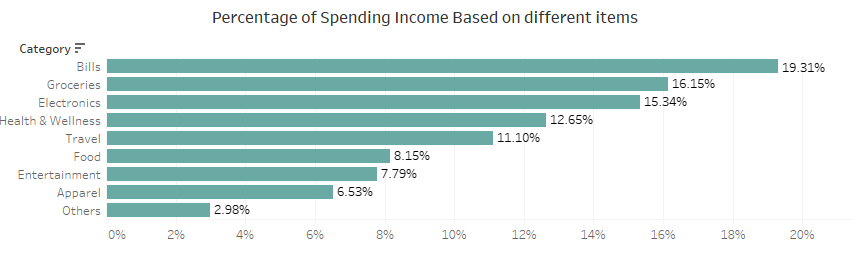 Percentage of Spending Income Based on different items
Category
Bills 19.31%
Groceries 16.15%
Electronics 15.34%
Health & Wellness 12.65%
Travel 11.10%
Food 8.15%
Entertainment 7.79%
Apparel 6.53%
Others 2.98%
0% 2% 4% 6% 8% 10% 12% 14% 16% 18% 20%